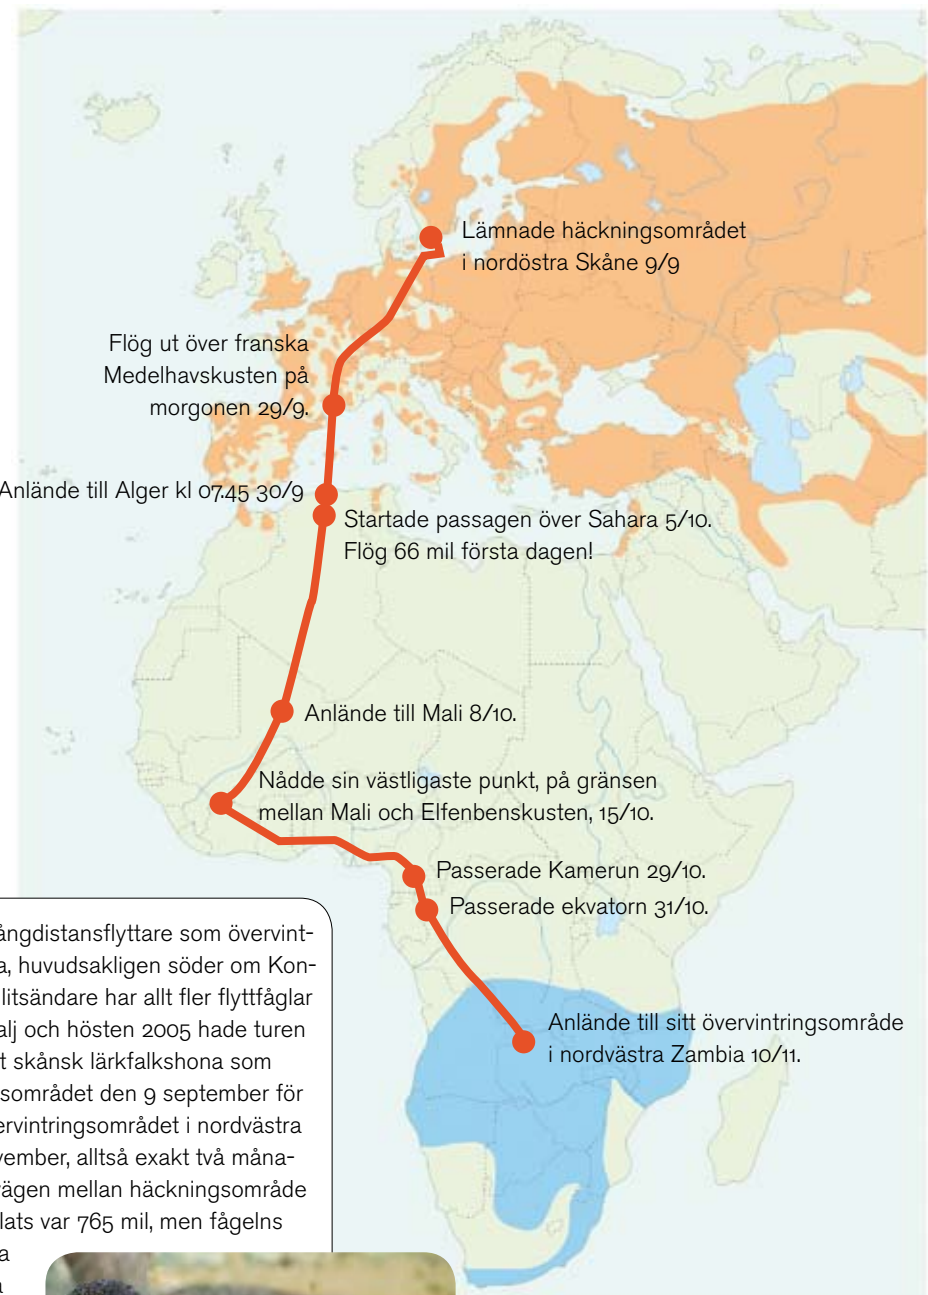 Lämnade häckningsområdet
i nordöstra Skåne 9/9
Flög ut över franska
Medelhavskusten på
morgonen 29/9.
Anlände till Alger kl 07.45 30/9
Startade passagen över Sahara 5/10.
Flög 66 mil första dagen!
Anlände till Mali 8/10.
Nådde sin västligaste punkt, på gränsen
mellan Mali och Elfenbenskusten, 15/10.
Passerade Kamerun 29/10.
Passerade ekvatorn 31/10.
Anlände till sitt övervintringsområde
i nordvästra Zambia 10/11.
ångdistansflyttare som övervint-
a, huvudsakligen söder om Kon-
litsändare har allt fler flyttfåglar
alj och hösten 2005 hade turen
t skånsk lärkfalkshona som
sområdet den 9 september för
ervintringsområdet i nordvästra
vember, alltså exakt två måna-
ägen mellan häckningsområde
lats var 765 mil, men fågelns
a